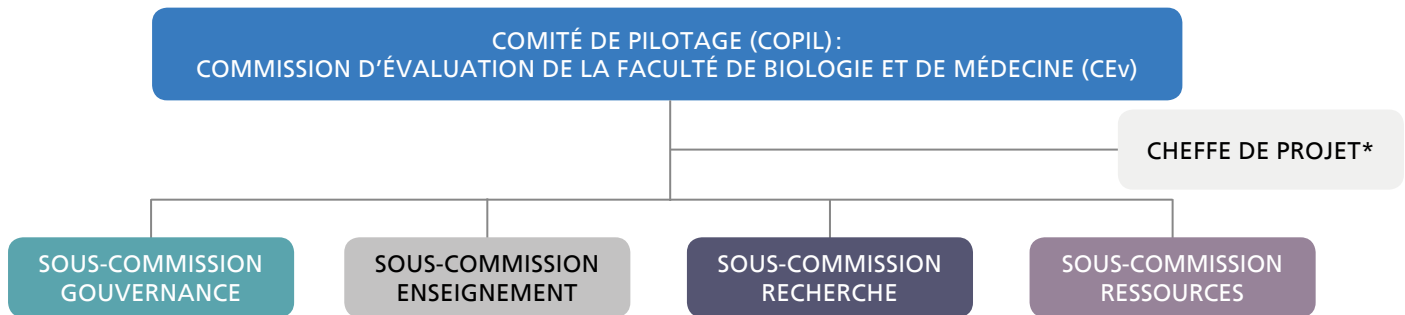 COMITÉ DE PILOTAGE (COPIL) :
COMMISSION D'ÉVALUATION DE LA FACULTÉ DE BIOLOGIE ET DE MÉDECINE (CEv)
CHEFFE DE PROJET*
SOUS-COMMISSION
GOUVERNANCE
SOUS-COMMISSION
ENSEIGNEMENT
SOUS-COMMISSION
RECHERCHE
SOUS-COMMISSION
RESSOURCES